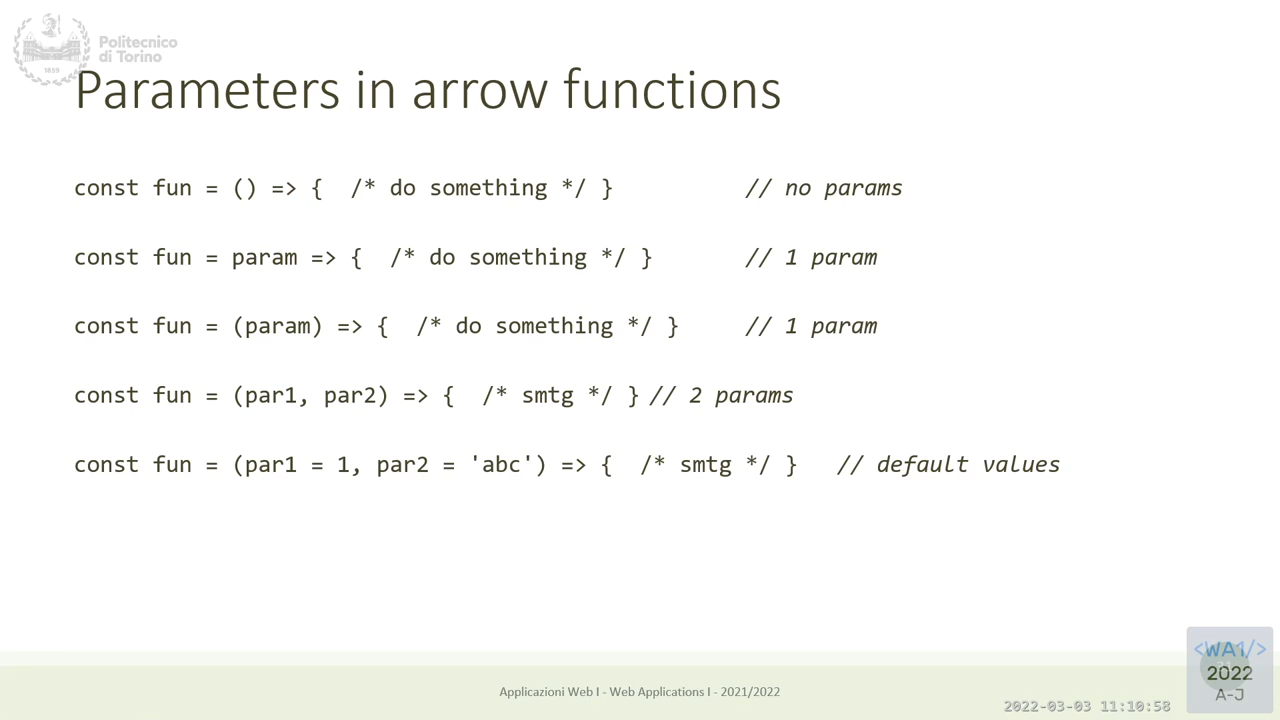 Politecnico
di Torino
1859
Parameters in arrow functions
const fun = () => { /* do something */ } // no params
const fun = param => { /* do something */ } // 1 param
const fun = (param) => { /* do something */ } // 1 param
const fun = (par1, par2) => { /* smtg */ } // 2 params
const fun = (par1 = 1, par2 = 'abc') => { /* smtg */ } // default values
Applicazioni Web I - Web Applications I - 2021/2022
2022-03-03 11:10:58
<WA1/>
2022
A-J